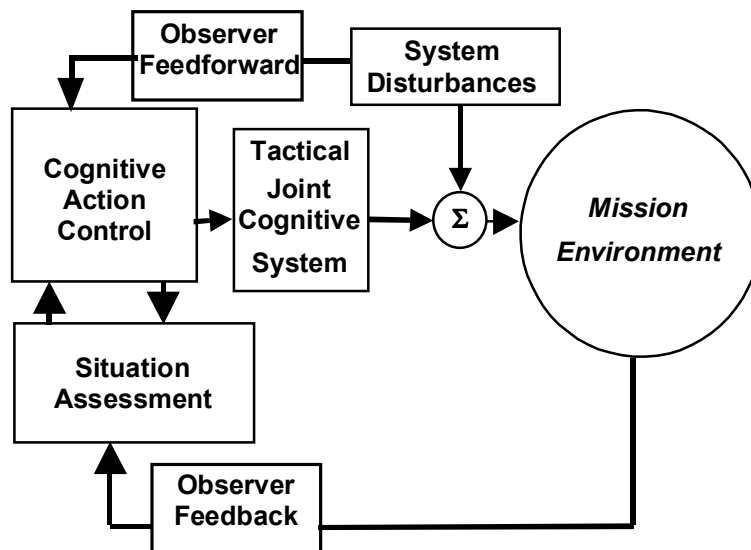 Observer
Feedforward
System
Disturbances
Cognitive
Action
Control
Tactical
Joint
Cognitive
System
Σ
Mission
Environment
Situation
Assessment
Observer
Feedback